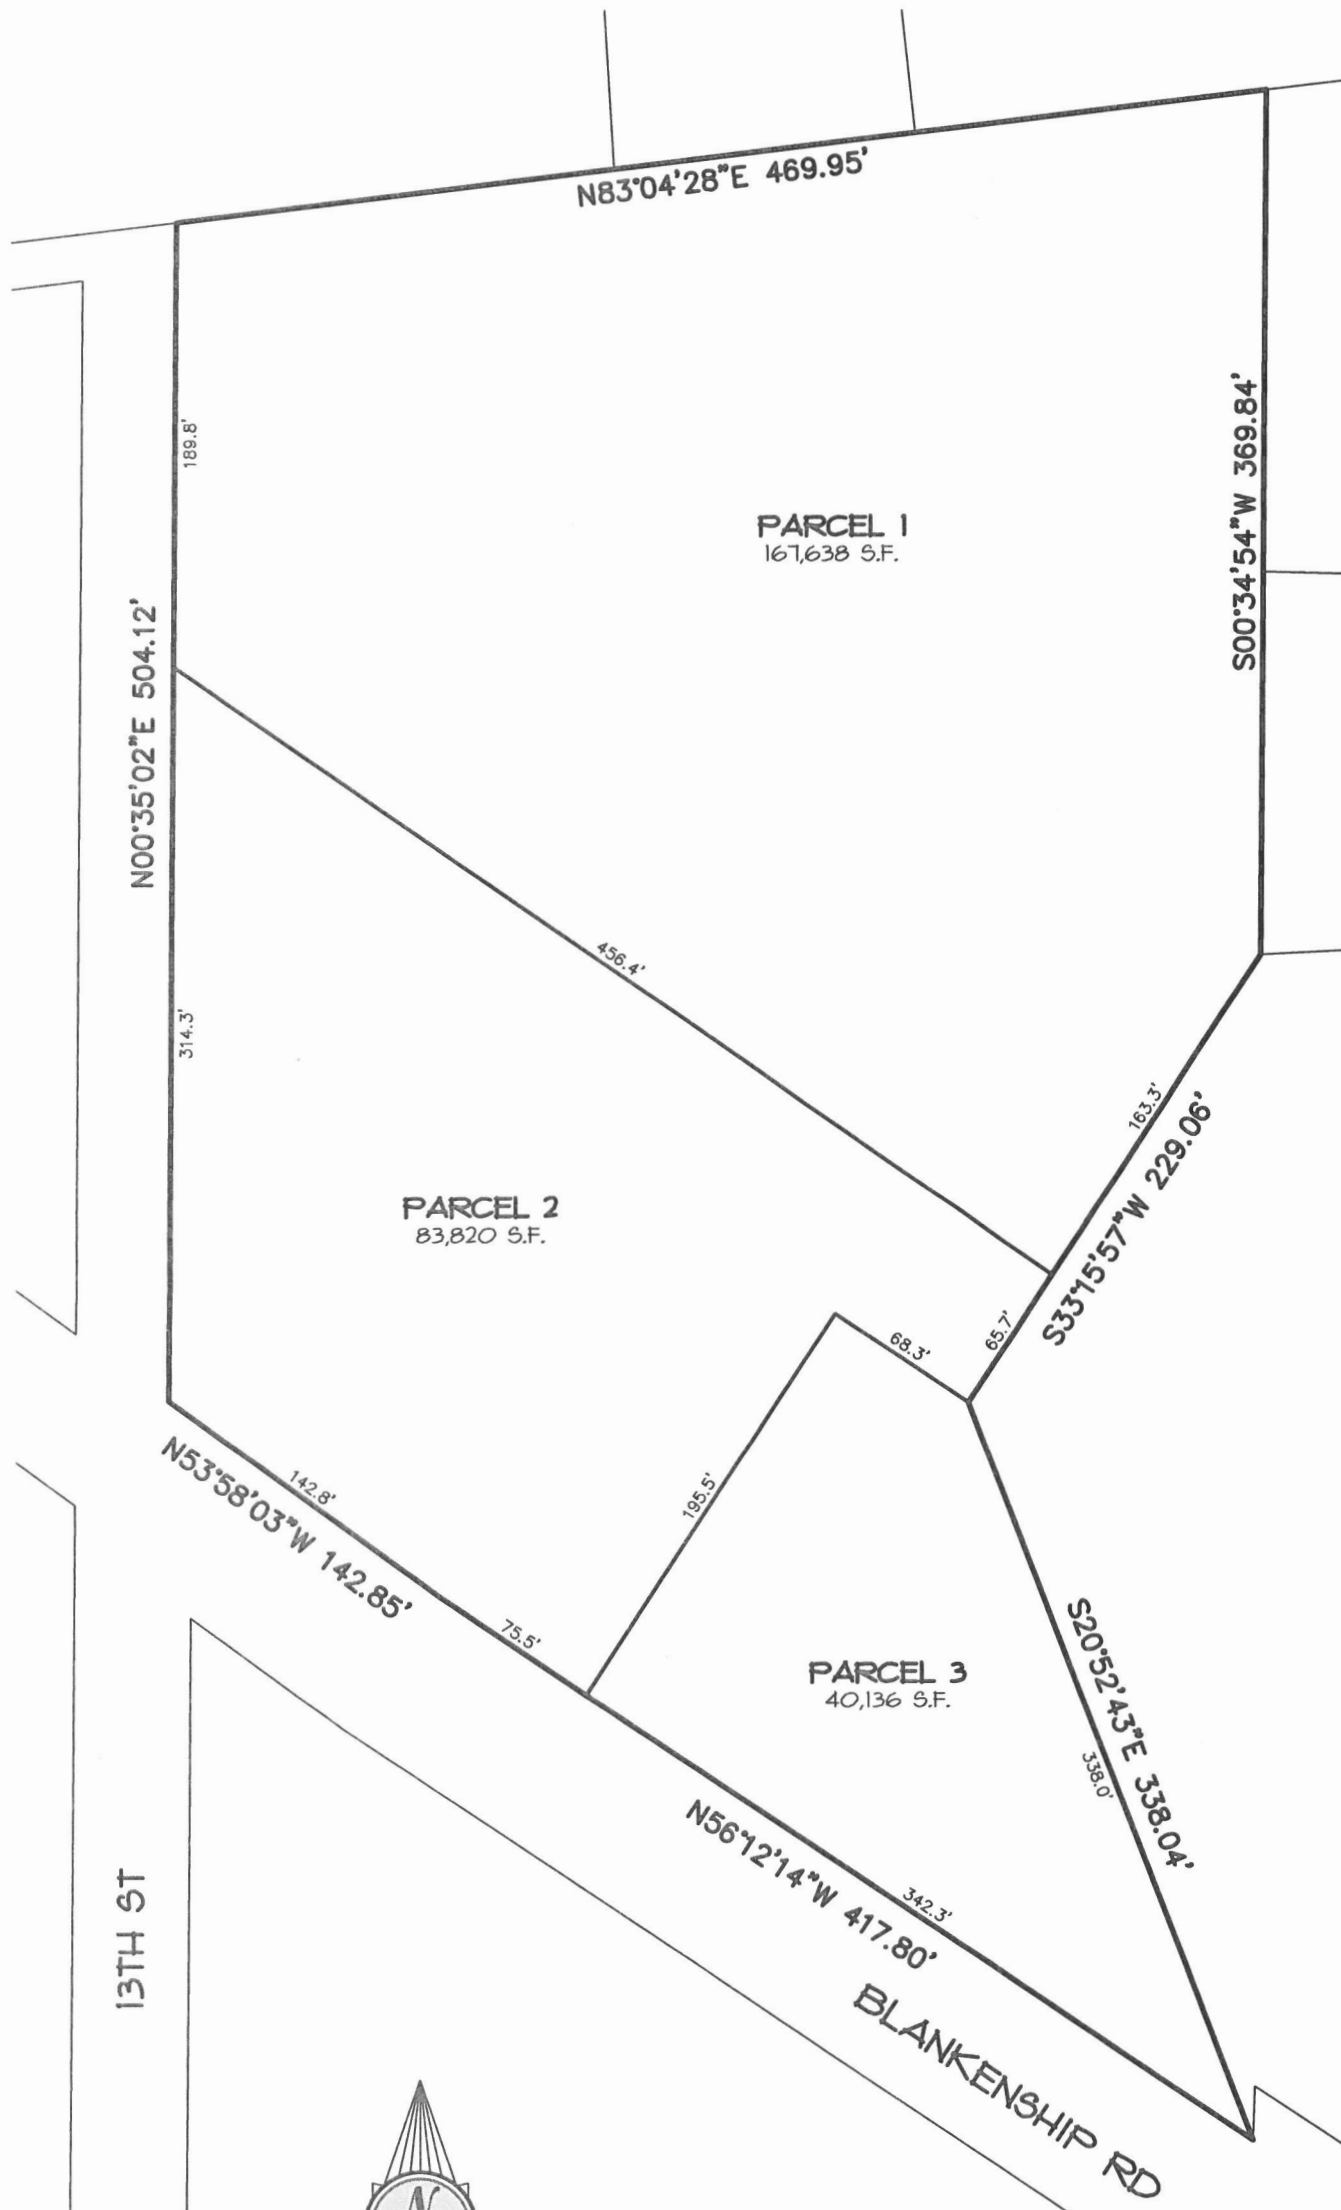 N83°04'28"E 469.95'
189.8'
S00°34'54"W 369.84'
PARCEL 1
167,638 S.F.
N00°35'02"E 504.12'
456.4'
314.3'
163.3'
S33°15'57"W 229.06'
PARCEL 2
83,820 S.F.
65.7'
68.3'
N53°58'03"W 142.85'
142.8'
195.5'
75.5'
S20°52'43"E 338.04'
PARCEL 3
40,136 S.F.
338.0'
N56°12'14"W 417.80'
342.3'
13TH ST
BLANKENSHIP RD
N